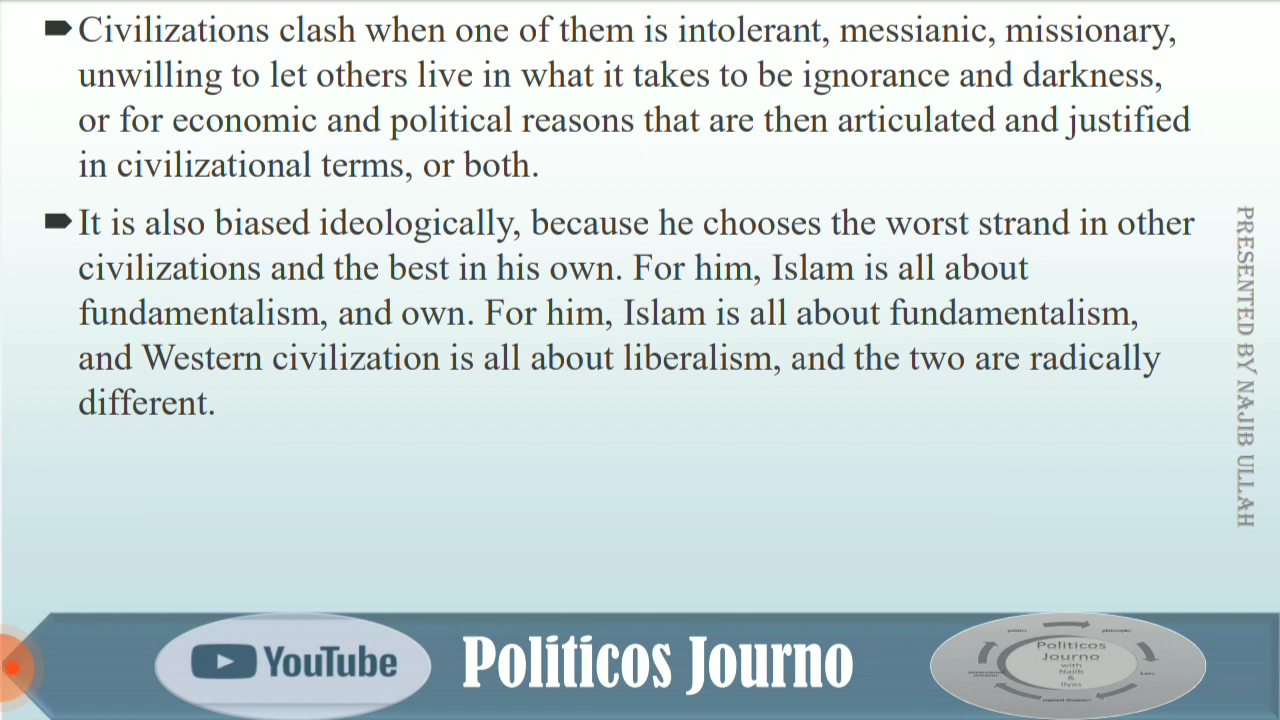 Civilizations clash when one of them is intolerant, messianic, missionary,
unwilling to let others live in what it takes to be ignorance and darkness,
or for economic and political reasons that are then articulated and justified
in civilizational terms, or both.
It is also biased ideologically, because he chooses the worst strand in other
civilizations and the best in his own. For him, Islam is all about
fundamentalism, and own. For him, Islam is all about fundamentalism,
and Western civilization is all about liberalism, and the two are radically
different.
PRESENTED BY NAJIB ULLAH
YouTube
Politicos Journo
politics
philosophy
Politicos
Journo
with
Najib
&
Ilyas